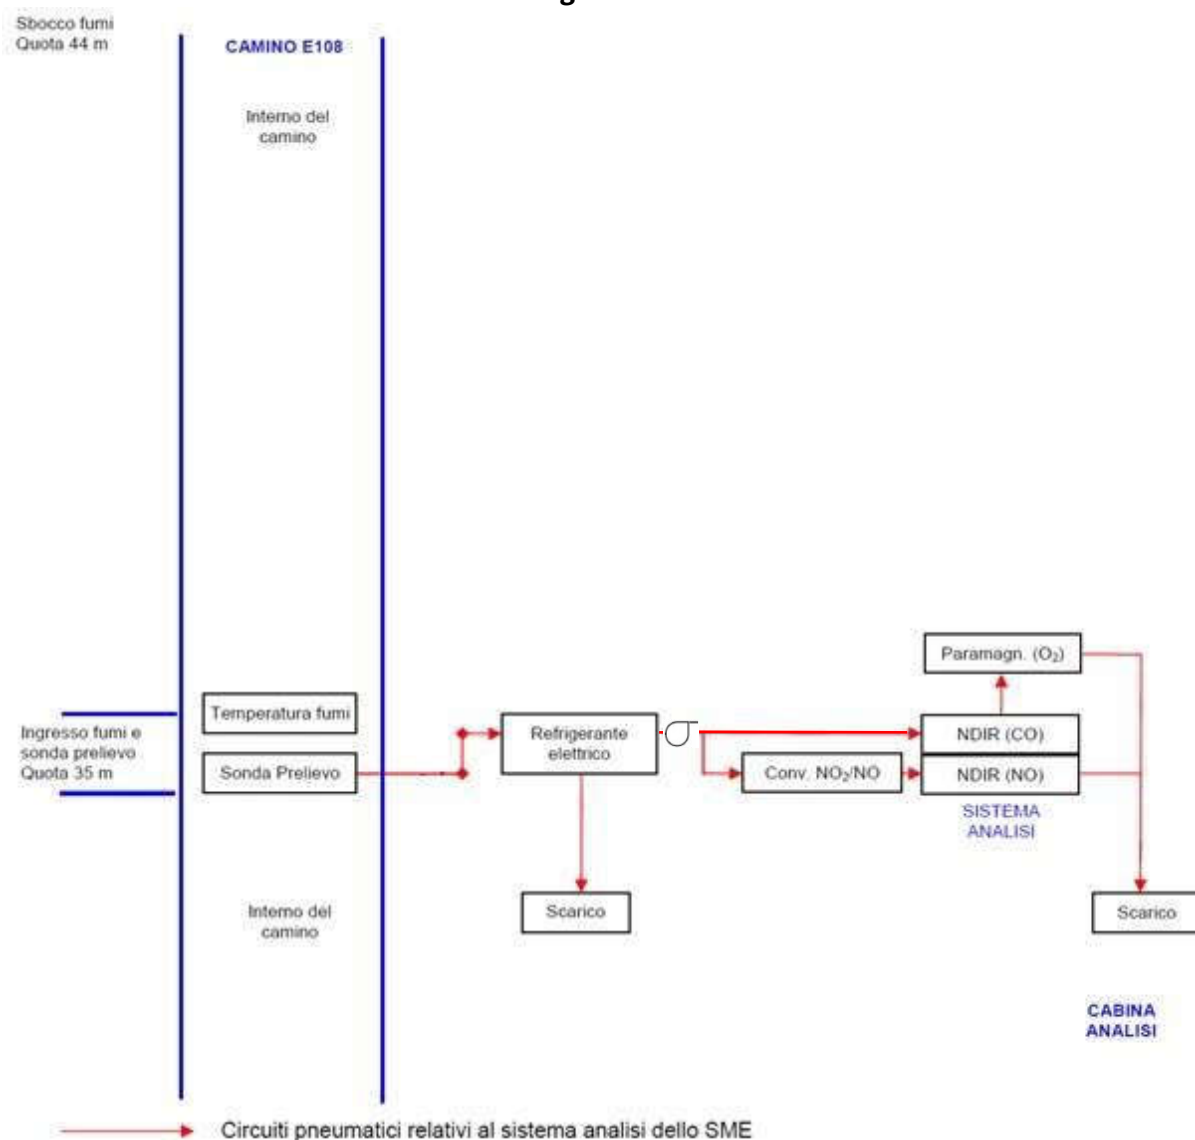 Sbocco fumi
Quota 44 m
CAMINO E108
Interno del
camino
Paramagn. (O₂)
Temperatura fumi
Ingresso fumi e
sonda prelievo
Quota 35 m
Refrigerante
elettrico
NDIR (CO)
Sonda Prelievo
Conv. NO₂/NO
NDIR (NO)
SISTEMA
ANALISI
Interno del
camino
Scarico
Scarico
CABINA
ANALISI
Circuiti pneumatici relativi al sistema analisi dello SME